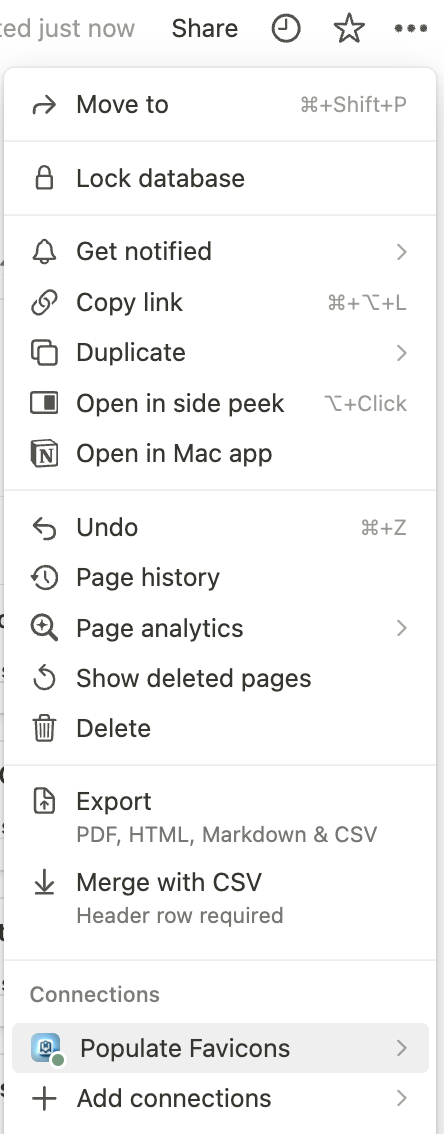 ted just now Share
Move to ⌘+Shift+P
Lock database
Get notified
Copy link ⌘+⌥+L
Duplicate
Open in side peek ⌥+Click
Open in Mac app
Undo ⌘+Z
Page history
Page analytics
Show deleted pages
Delete
Export
PDF, HTML, Markdown & CSV
Merge with CSV
Header row required
Connections
Populate Favicons
Add connections